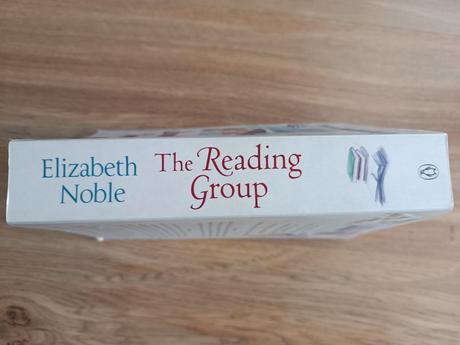 Elizabeth
Noble
The Reading
Group